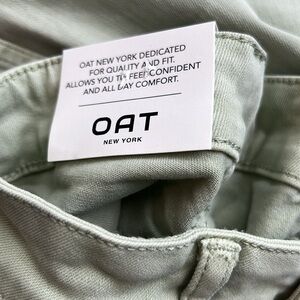 OAT NEW YORK DEDICATED
FOR QUALITY AND FIT.
ALLOWS YOU TO FEEL CONFIDENT
AND ALL DAY COMFORT.
OAT
NEW YORK